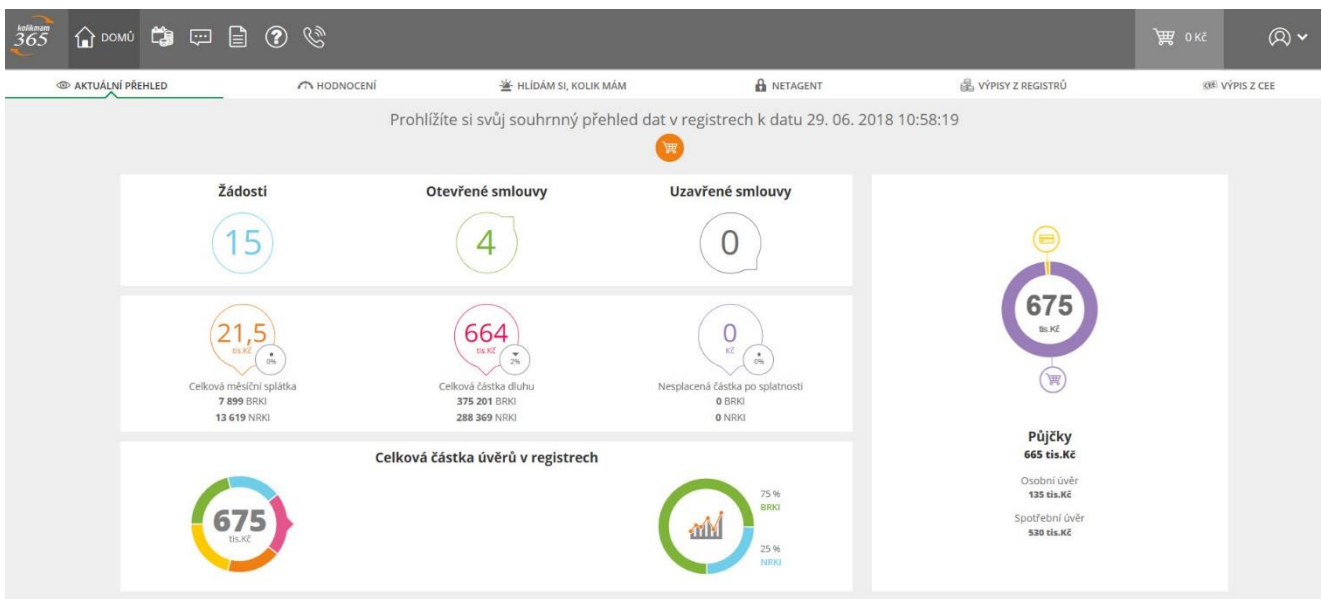 kolikmam
365
DOMŮ
0 Kč
AKTUÁLNÍ PŘEHLED
HODNOCENÍ
HLÍDÁM SI, KOLIK MÁM
NETAGENT
VÝPISY Z REGISTRŮ
VÝPIS Z CEE
Prohlížíte si svůj souhrnný přehled dat v registrech k datu 29. 06. 2018 10:58:19
Žádosti
15
Otevřené smlouvy
4
Uzavřené smlouvy
0
21,5
tis.Kč
0%
Celková měsíční splátka
7 899 BRKI
13 619 NRKI
664
tis.Kč
2%
Celková částka dluhu
375 201 BRKI
288 369 NRKI
0
Kč
0%
Nesplacená částka po splatnosti
0 BRKI
0 NRKI
Celková částka úvěrů v registrech
675
tis.Kč
75 %
BRKI
25 %
NRKI
675
tis.Kč
Půjčky
665 tis.Kč
Osobní úvěr
135 tis.Kč
Spotřební úvěr
530 tis.Kč